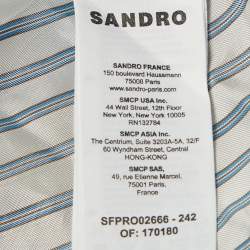 SANDRO
SANDRO FRANCE
150 boulevard Haussmann
75008 Paris
www.sandro-paris.com
SMCP USA Inc.
44 Wall Street, 12th Floor
New York, New York
RN132784
SMCP ASIA Inc.
The Centrium, Suite 3203A-5A, 32/F
60 Wyndham Street, Central
HONG-KONG
SMCP SAS,
49, rue Etienne Marcel,
75001 Paris,
France
SFPRO02666 - 242
OF: 170180